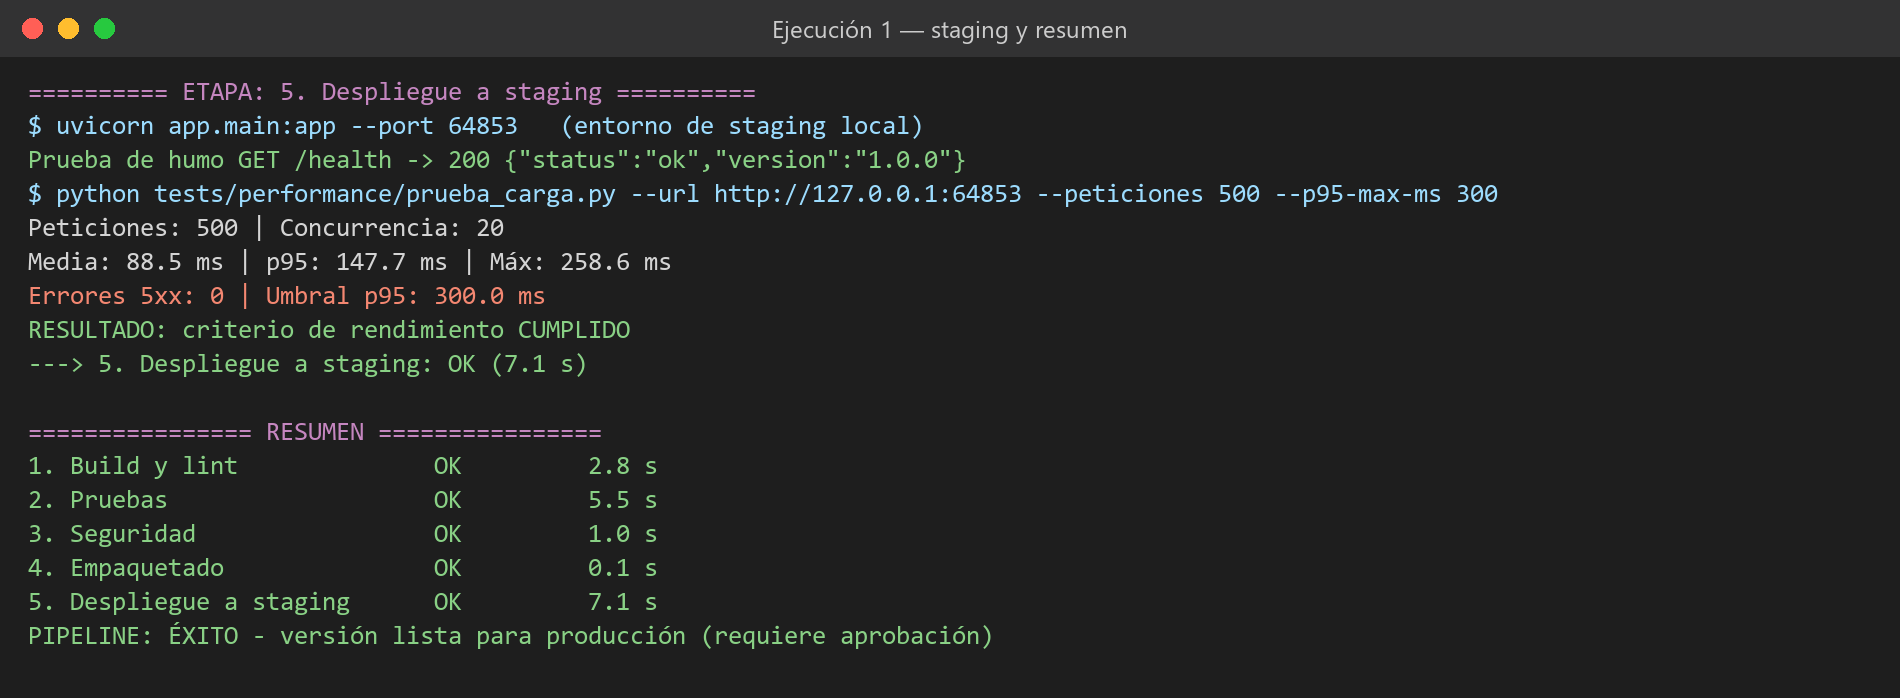 Ejecución 1 — staging y resumen
========== ETAPA: 5. Despliegue a staging ==========
$ uvicorn app.main:app --port 64853   (entorno de staging local)
Prueba de humo GET /health -> 200 {"status":"ok","version":"1.0.0"}
$ python tests/performance/prueba_carga.py --url http://127.0.0.1:64853 --peticiones 500 --p95-max-ms 300
Peticiones: 500 | Concurrencia: 20
Media: 88.5 ms | p95: 147.7 ms | Máx: 258.6 ms
Errores 5xx: 0 | Umbral p95: 300.0 ms
RESULTADO: criterio de rendimiento CUMPLIDO
---> 5. Despliegue a staging: OK (7.1 s)
================ RESUMEN ================
1. Build y lint              OK         2.8 s
2. Pruebas                   OK         5.5 s
3. Seguridad                 OK         1.0 s
4. Empaquetado               OK         0.1 s
5. Despliegue a staging      OK         7.1 s
PIPELINE: ÉXITO - versión lista para producción (requiere aprobación)